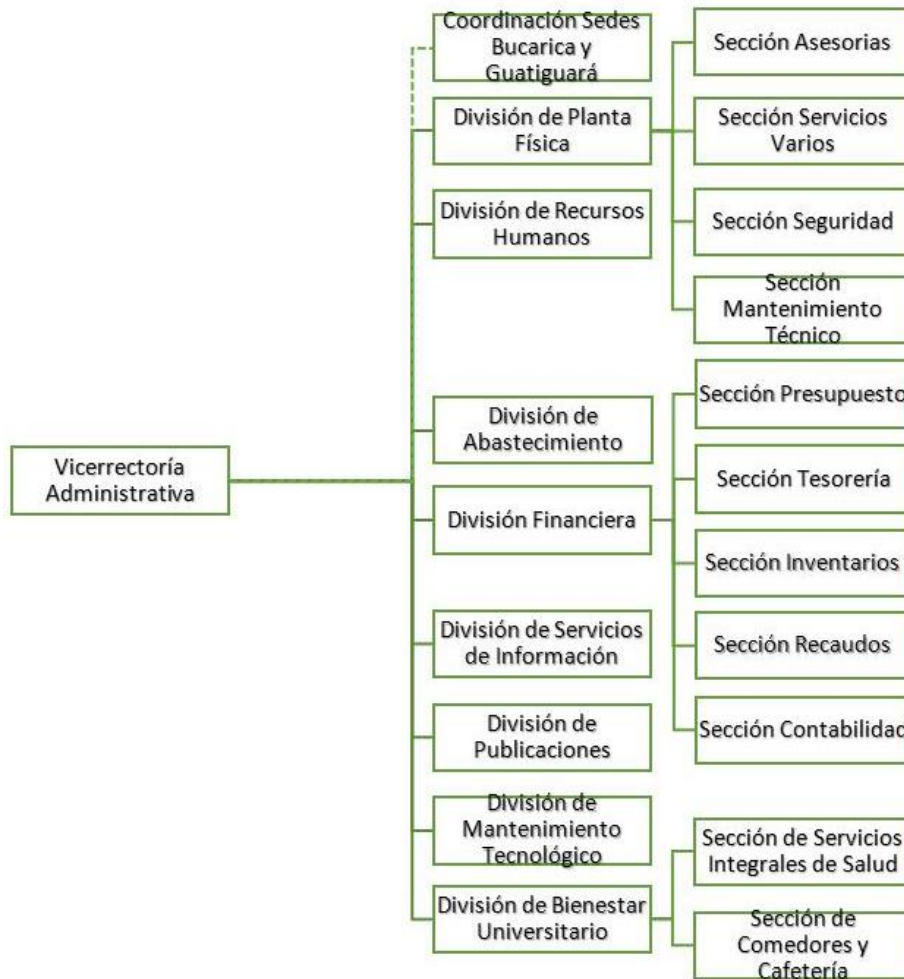 Coordinación Sedes
Bucarica y
Guatiguará
División de Planta
Física
División de Recursos
Humanos
Sección Asesorias
Sección Servicios
Varios
Sección Seguridad
Sección
Mantenimiento
Técnico
Vicerrectoría
Administrativa
División de
Abastecimiento
División Financiera
Sección Presupuesto
Sección Tesorería
Sección Inventarios
Sección Recaudos
Sección Contabilidad
División de Servicios
de Información
División de
Publicaciones
División de
Mantenimiento
Tecnológico
División de Bienestar
Universitario
Sección de Servicios
Integrales de Salud
Sección de
Comedores y
Cafetería